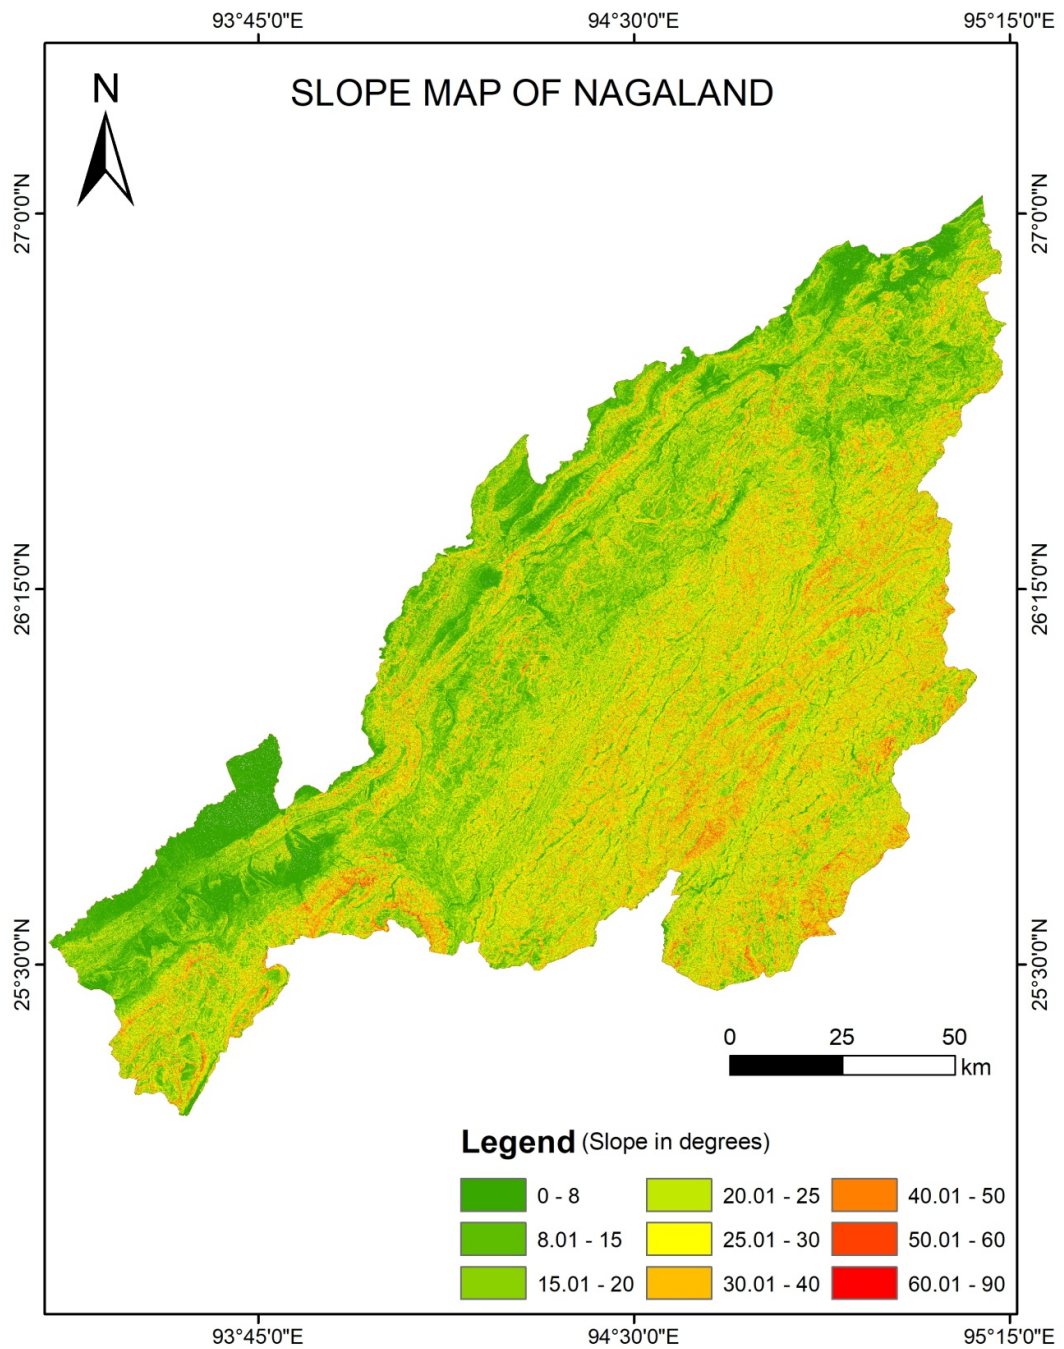 93°45'0"E 94°30'0"E 95°15'0"E
N
SLOPE MAP OF NAGALAND
27°0'0"N 27°0'0"N
26°15'0"N 26°15'0"N
25°30'0"N 25°30'0"N
0 25 50
km
Legend (Slope in degrees)
0 - 8 20.01 - 25 40.01 - 50
8.01 - 15 25.01 - 30 50.01 - 60
15.01 - 20 30.01 - 40 60.01 - 90
93°45'0"E 94°30'0"E 95°15'0"E